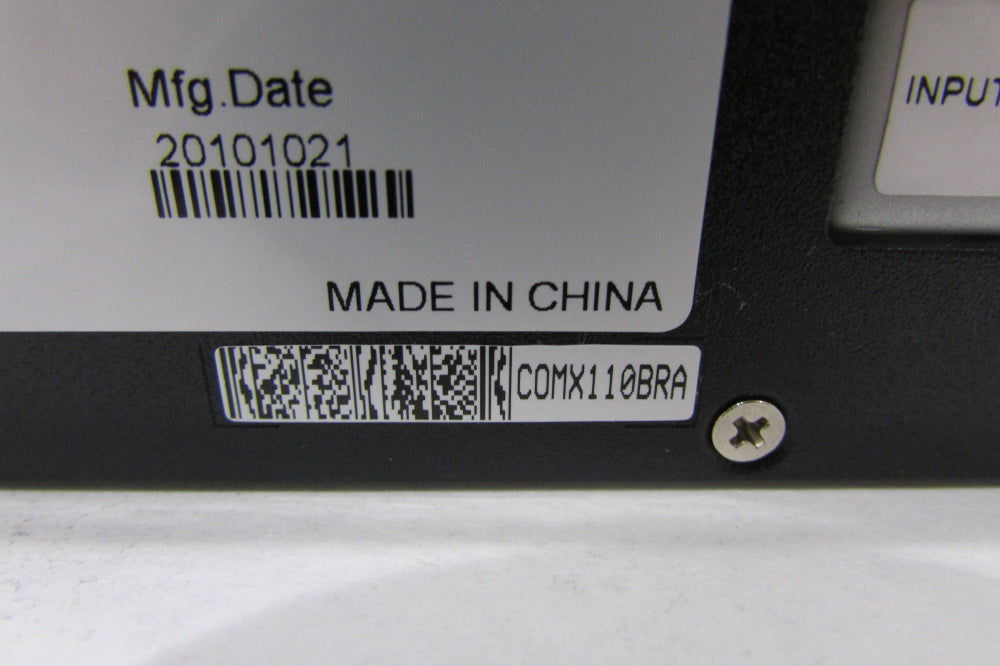 Mfg.Date
20101021
MADE IN CHINA
COMX110BRA
INPUT